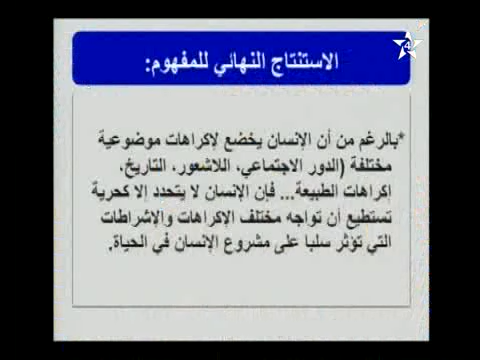 الاستنتاج النهائي للمفهوم:
*بالرغم من أن الإنسان يخضع لإكراهات موضوعية
مختلفة (الدور الاجتماعي، اللاشعور، التاريخ،
إكراهات الطبيعة... فإن الإنسان لا يتحدد إلا كحرية
تستطيع أن تواجه مختلف الإكراهات والإشراطات
التي تؤثر سلبا على مشروع الإنسان في الحياة.
4